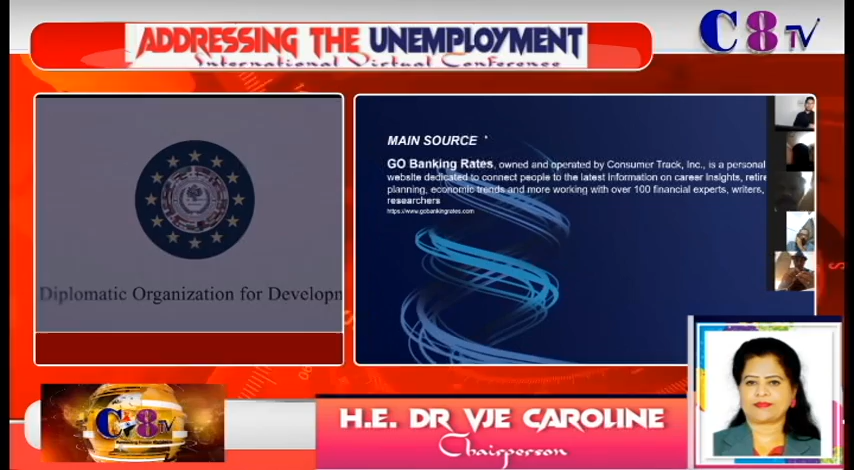 ADDRESSING THE UNEMPLOYMENT
International Virtual Conference
C8TV
MAIN SOURCE
GO Banking Rates, owned and operated by Consumer Track, Inc., is a personal
website dedicated to connect people to the latest information on career insights, retire
planning, economic trends and more working with over 100 financial experts, writers,
researchers
https://www.gobankingrates.com
Diplomatic Organization for Developm
C8TV
H.E. DR VJE CAROLINE
Chairperson